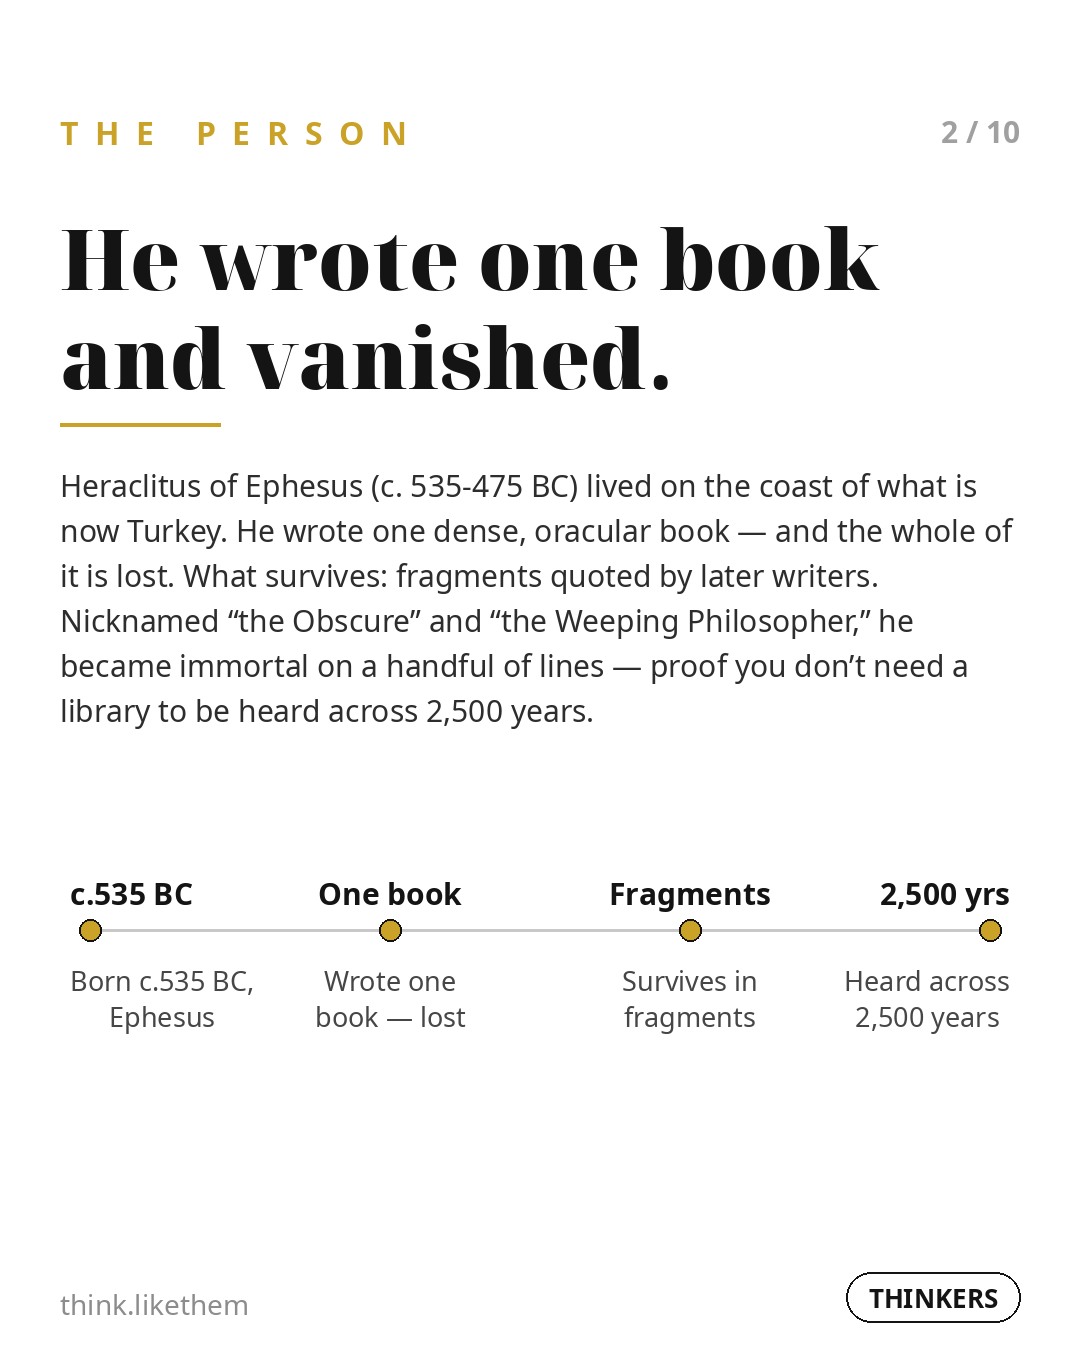 THE PERSON
2 / 10
He wrote one book
and vanished.
Heraclitus of Ephesus (c. 535-475 BC) lived on the coast of what is
now Turkey. He wrote one dense, oracular book — and the whole of
it is lost. What survives: fragments quoted by later writers.
Nicknamed “the Obscure” and “the Weeping Philosopher,” he
became immortal on a handful of lines — proof you don’t need a
library to be heard across 2,500 years.
c.535 BC
One book
Fragments
2,500 yrs
Born c.535 BC,
Ephesus
Wrote one
book — lost
Survives in
fragments
Heard across
2,500 years
think.likethem
THINKERS